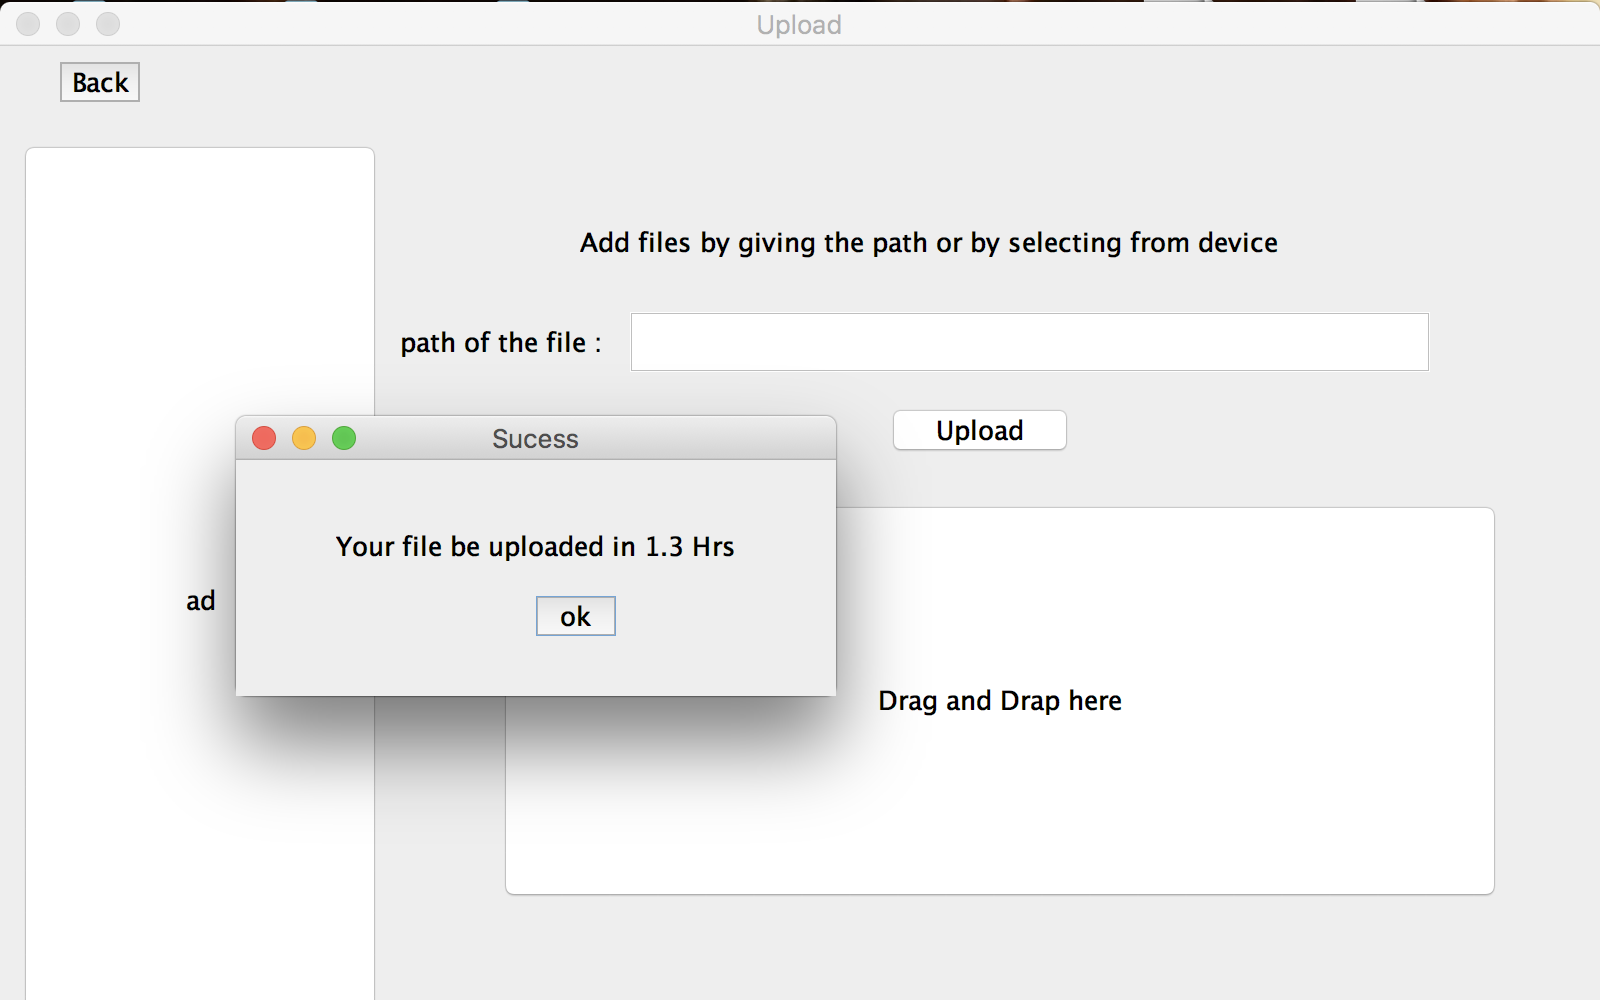 Upload
Back
Add files by giving the path or by selecting from device
path of the file :
Upload
Sucess
Your file be uploaded in 1.3 Hrs
ok
ad
Drag and Drap here